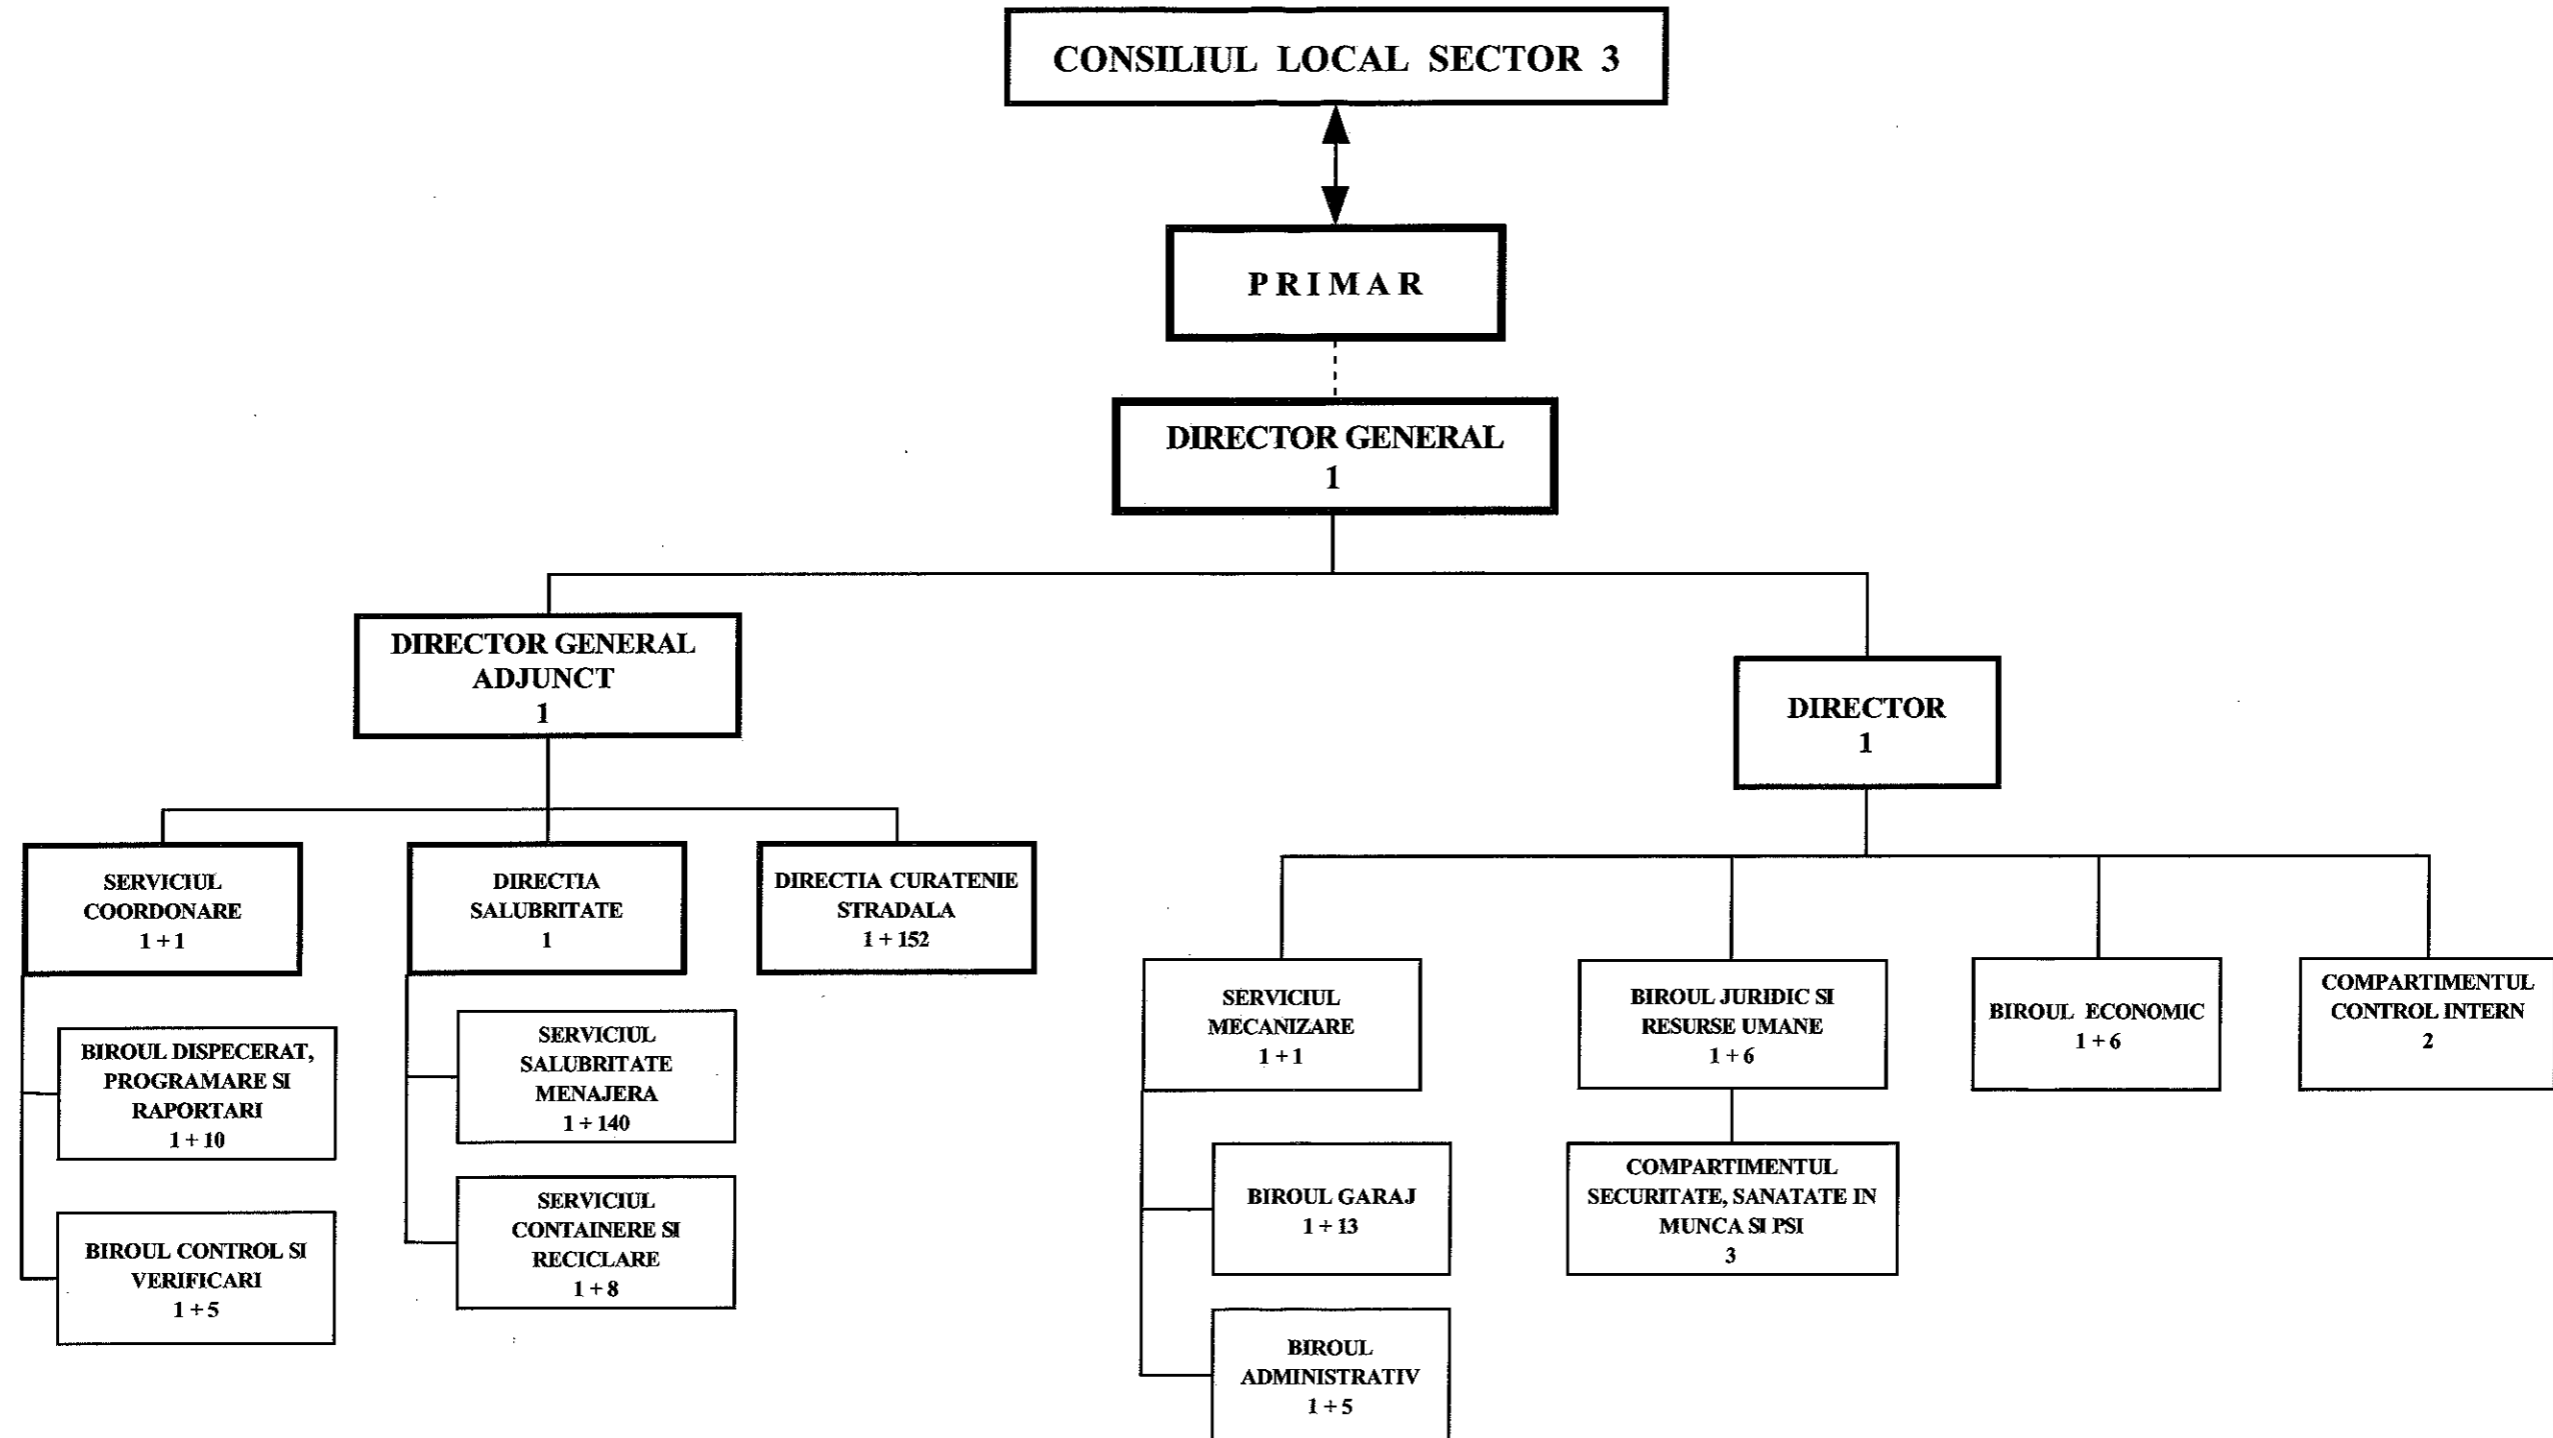 CONSILIUL LOCAL SECTOR 3
PRIMAR
DIRECTOR GENERAL
1
DIRECTOR GENERAL
ADJUNCT
1
DIRECTOR
1
SERVICIUL
COORDONARE
1 + 1
DIRECTIA
SALUBRITATE
1
DIRECTIA CURATENIE
STRADALA
1 + 152
BIROUL DISPECERAT,
PROGRAMARE SI
RAPORTARI
1 + 10
BIROUL CONTROL SI
VERIFICARI
1 + 5
SERVICIUL
SALUBRITATE
MENAJERA
1 + 140
SERVICIUL
CONTAINERE SI
RECICLARE
1 + 8
SERVICIUL
MECANIZARE
1 + 1
BIROUL JURIDIC SI
RESURSE UMANE
1 + 6
BIROUL ECONOMIC
1 + 6
COMPARTIMENTUL
CONTROL INTERN
2
BIROUL GARAJ
1 + 13
BIROUL
ADMINISTRATIV
1 + 5
COMPARTIMENTUL
SECURITATE, SANATATE IN
MUNCA SI PSI
3